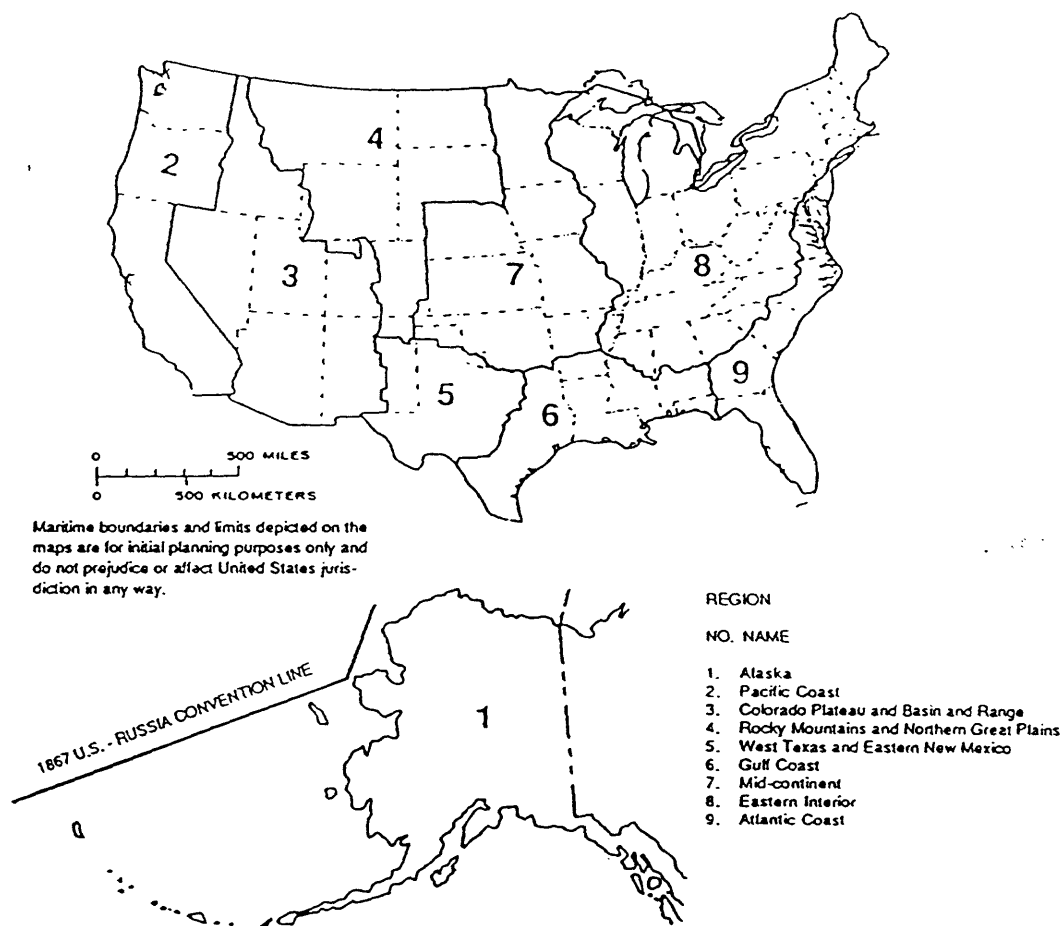 4
2
3
7
8
5
6
9
0 500 MILES
0 500 KILOMETERS
Maritime boundaries and limits depicted on the
maps are for initial planning purposes only and
do not prejudice or affect United States juris-
diction in any way.
1867 U.S. - RUSSIA CONVENTION LINE
1
REGION
NO. NAME
1. Alaska
2. Pacific Coast
3. Colorado Plateau and Basin and Range
4. Rocky Mountains and Northern Great Plains
5. West Texas and Eastern New Mexico
6. Gulf Coast
7. Mid-continent
8. Eastern Interior
9. Atlantic Coast